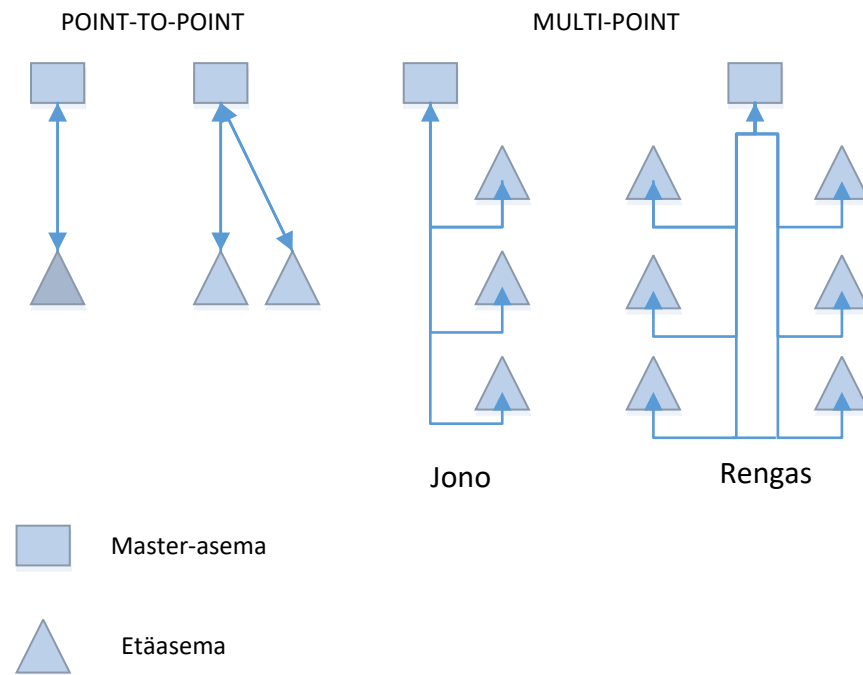 POINT-TO-POINT
MULTI-POINT
Jono
Rengas
Master-asema
Etäasema